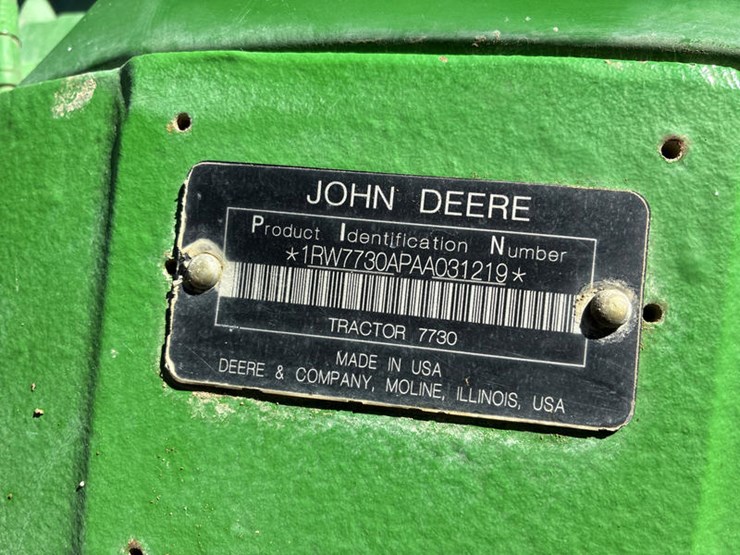 JOHN DEERE
Product Identification Number
*1RW7730APAA031219*
TRACTOR 7730
MADE IN USA
DEERE & COMPANY, MOLINE, ILLINOIS, USA